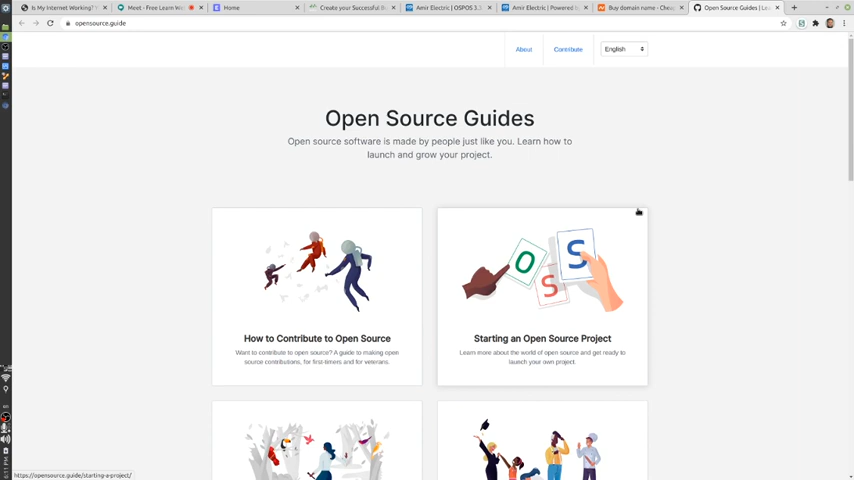 Is My Internet Working?
Meet - Free Learn
Home
Create your Successful
Amir Electric | OSPOS 3.
Amir Electric | Powered b
Buy domain name - Cheap
Open Source Guides | Le
opensource.guide
About
Contribute
English
Open Source Guides
Open source software is made by people just like you. Learn how to
launch and grow your project.
O
S
S
How to Contribute to Open Source
Want to contribute to open source? A guide to making open
source contributions, for first-timers and for veterans.
Starting an Open Source Project
Learn more about the world of open source and get ready to
launch your own project.
6:11 PM
https://opensource.guide/starting-a-project/